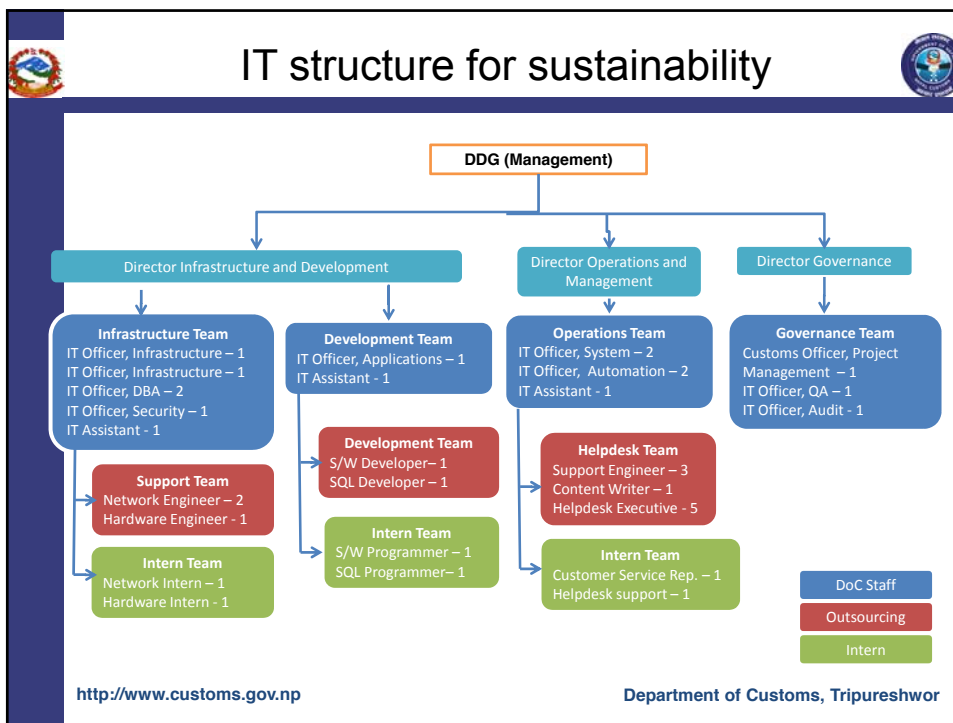 IT structure for sustainability
DDG (Management)
Director Infrastructure and Development
Director Operations and
Management
Director Governance
Infrastructure Team
IT Officer, Infrastructure – 1
IT Officer, Infrastructure – 1
IT Officer, DBA – 2
IT Officer, Security – 1
IT Assistant - 1
Development Team
IT Officer, Applications – 1
IT Assistant - 1
Operations Team
IT Officer, System – 2
IT Officer, Automation – 2
IT Assistant – 1
Governance Team
Customs Officer, Project
Management – 1
IT Officer, QA – 1
IT Officer, Audit – 1
Support Team
Network Engineer – 2
Hardware Engineer - 1
Development Team
S/W Developer– 1
SQL Developer – 1
Helpdesk Team
Support Engineer – 3
Content Writer – 1
Helpdesk Executive - 5
Intern Team
Network Intern – 1
Hardware Intern - 1
Intern Team
S/W Programmer – 1
SQL Programmer– 1
Intern Team
Customer Service Rep. – 1
Helpdesk support – 1
DoC Staff
Outsourcing
Intern
http://www.customs.gov.np
Department of Customs, Tripureshwor